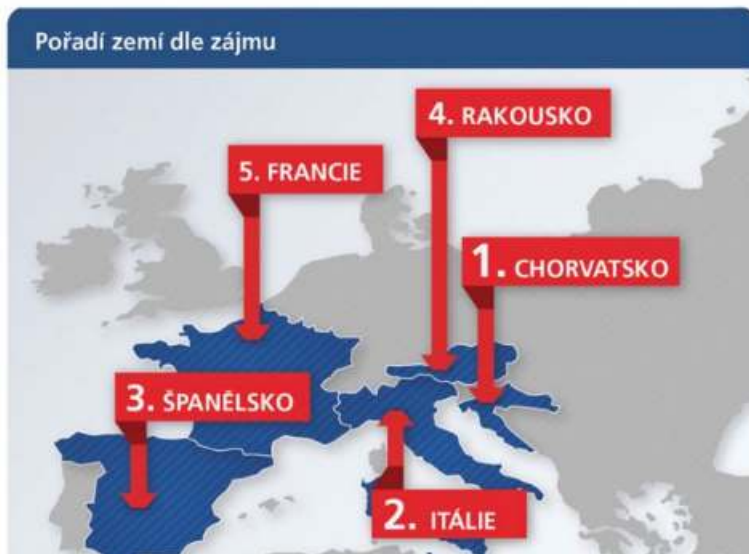 Pořadí zemí dle zájmu
4. RAKOUSKO
5. FRANCIE
1. CHORVATSKO
3. ŠPANĚLSKO
2. ITÁLIE